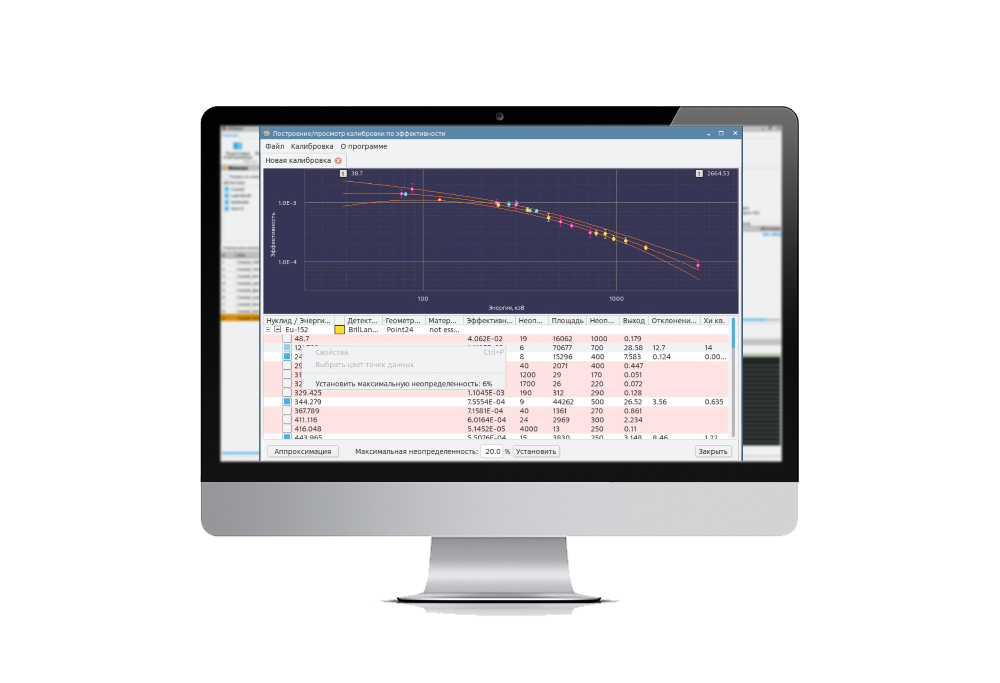 Построение/просмотр калибровки по эффективности
Файл Калибровка О программе
Новая калибровка
1 38.7 1 2664.53
1.0E-3
Эффективность
1.0E-4
100 1000
Энергия, кэВ
Нуклид / Энерги... Детект... Геометр... Матер... Эффективн... Неоп... Площадь Неоп... Выход Отклонени... Хи кв.
Eu-152 BrilLan... Point24 not ess...
48.7 4.062E-02 19 16062 1000 0.179
6 70677 700 28.58 12.7 14
Свойства Ctrl+P
24 8 15296 400 7.583 0.124 0.00...
Выбрать цвет точек данных
29 40 2071 400 0.447
31 1200 29 170 0.051
32 1700 26 220 0.072
Установить максимальную неопределенность: 6%
329.425 1.1045E-03 190 312 290 0.128
344.279 7.5554E-04 9 44262 500 26.52 3.56 0.635
367.789 7.1581E-04 40 1361 270 0.861
411.116 6.0164E-04 24 2969 300 2.234
416.048 5.1452E-05 4000 13 250 0.11
443.965 5.5076E-04 15 3830 250 3.148 8.46 1.22
Аппроксимация Максимальная неопределенность: 20.0 % Установить Закрыть